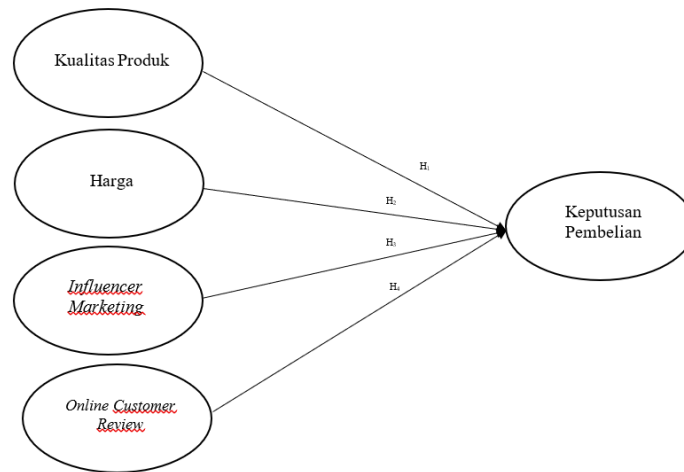 Kualitas Produk
H₁
Harga
H₂
Keputusan
Pembelian
H₃
Influencer
Marketing
H₄
Online Customer
Review